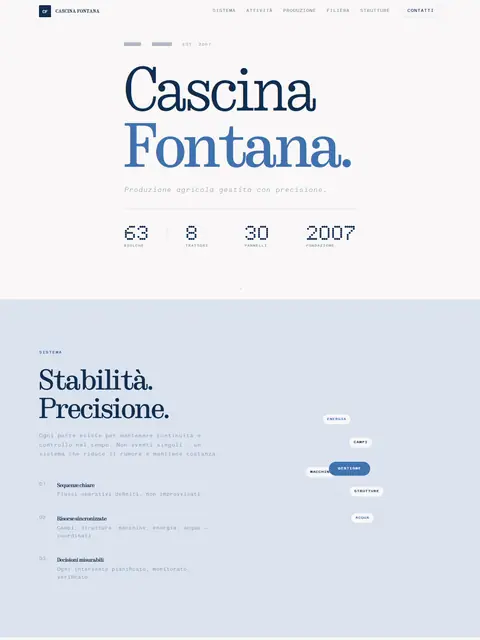 CF CASCINA FONTANA
SISTEMA ATTIVITÀ PRODUZIONE FILIERA STRUTTURE CONTATTI
EST. 2007
Cascina
Fontana.
Produzione agricola gestita con precisione.
63 8 30 2007
BIOLCHE TRATTORI PANNELLI FONDAZIONE
SISTEMA
Stabilità.
Precisione.
Ogni parte esiste per mantenere continuità e
controllo nel tempo. Non eventi singoli – un
sistema che riduce il rumore e mantiene costanza.
ENERGIA
CAMPI
MACCHINE
GESTIONE
STRUTTURE
ACQUA
01 Sequenze chiare
Flussi operativi definiti, non improvvisati.
02 Risorse sincronizzate
Campi, strutture, macchine, energia, acqua —
coordinati.
03 Decisioni misurabili
Ogni intervento pianificato, monitorato,
verificato.